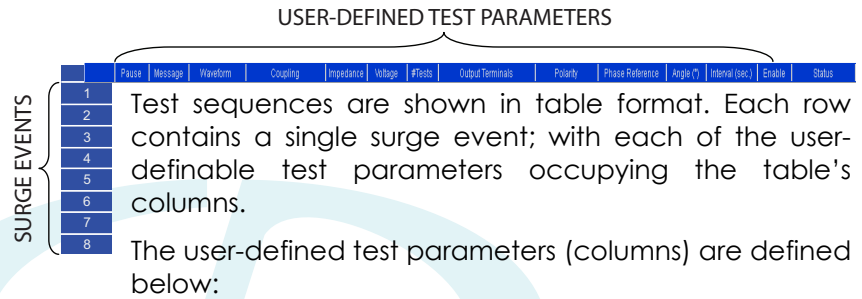 USER-DEFINED TEST PARAMETERS
Pause Message Waveform Coupling Impedance Voltage #Tests Output Terminals Polarity Phase Reference Angle (°) Interval (sec.) Enable Status
SURGE EVENTS
1
2
3
4
5
6
7
8
Test sequences are shown in table format. Each row
contains a single surge event; with each of the user-
definable test parameters occupying the table's
columns.
The user-defined test parameters (columns) are defined
below: